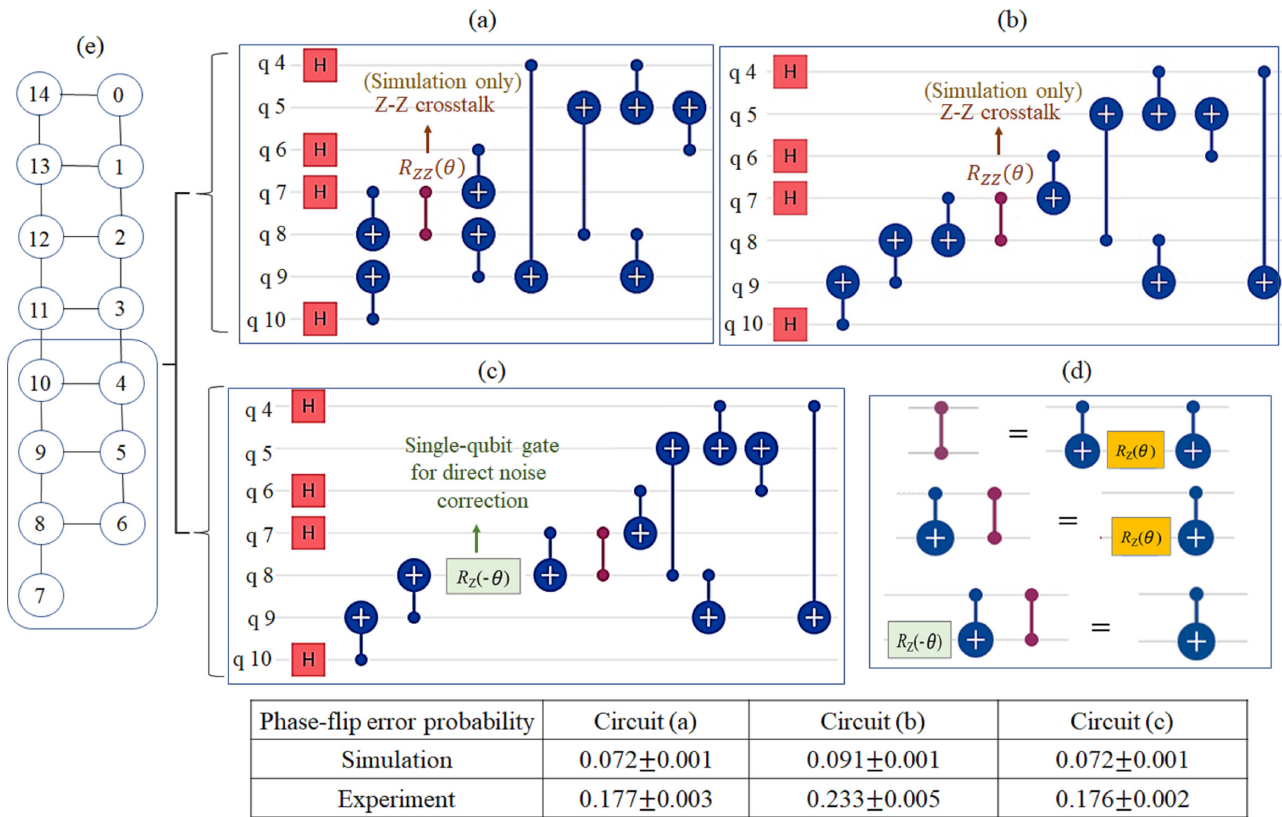 (e)
14 0
13 1
12 2
11 3
10 4
9 5
8 6
7
(a)
q 4 H
(Simulation only)
Z-Z crosstalk
q 5
q 6 H
R_ZZ(θ)
q 7 H
q 8
q 9
q 10 H
(b)
q 4 H
(Simulation only)
Z-Z crosstalk
q 5
q 6 H
R_ZZ(θ)
q 7 H
q 8
q 9
q 10 H
(c)
q 4 H
Single-qubit gate
for direct noise
correction
q 5
q 6 H
q 7 H
q 8 R_Z(-θ)
q 9
q 10 H
(d)
= R_Z(θ)
= R_Z(θ)
R_Z(-θ) =
Phase-flip error probability Circuit (a) Circuit (b) Circuit (c)
Simulation 0.072±0.001 0.091±0.001 0.072±0.001
Experiment 0.177±0.003 0.233±0.005 0.176±0.002